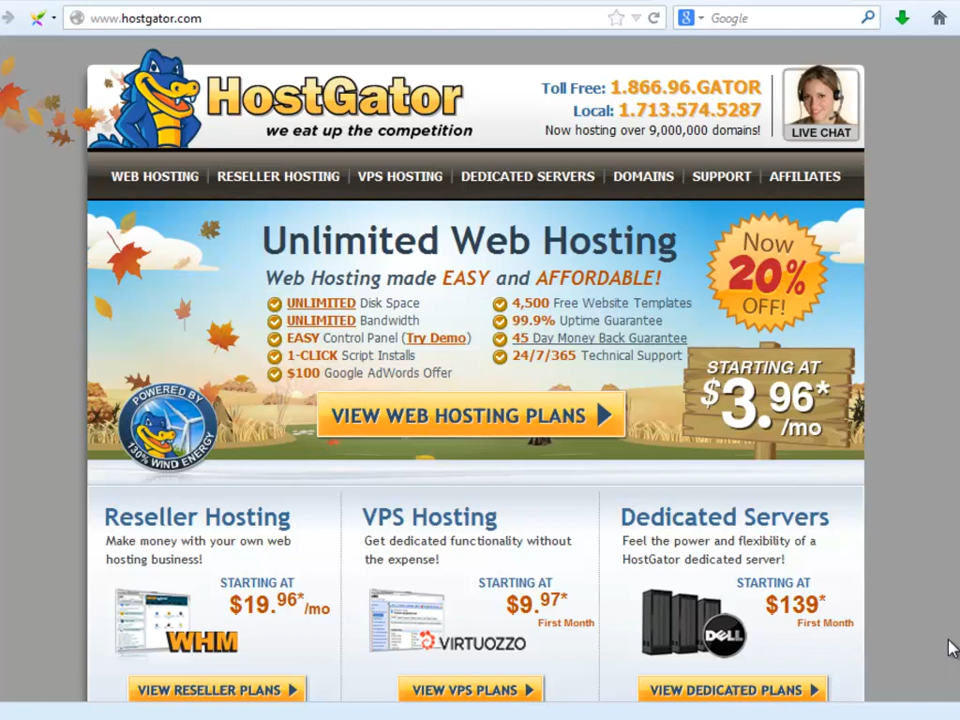 www.hostgator.com
Google
HostGator
we eat up the competition
Toll Free: 1.866.96.GATOR
Local: 1.713.574.5287
Now hosting over 9,000,000 domains!
LIVE CHAT
WEB HOSTING | RESELLER HOSTING | VPS HOSTING | DEDICATED SERVERS | DOMAINS | SUPPORT | AFFILIATES
Unlimited Web Hosting
Web Hosting made EASY and AFFORDABLE!
UNLIMITED Disk Space
UNLIMITED Bandwidth
EASY Control Panel (Try Demo)
1-CLICK Script Installs
$100 Google AdWords Offer
4,500 Free Website Templates
99.9% Uptime Guarantee
45 Day Money Back Guarantee
24/7/365 Technical Support
Now
20%
OFF!
STARTING AT
$3.96*
/mo
VIEW WEB HOSTING PLANS
POWERED BY
130% WIND ENERGY
Reseller Hosting
Make money with your own web
hosting business!
STARTING AT
$19.96*/mo
WHM
VIEW RESELLER PLANS
VPS Hosting
Get dedicated functionality without
the expense!
STARTING AT
$9.97*
First Month
VIRTUOZZO
VIEW VPS PLANS
Dedicated Servers
Feel the power and flexibility of a
HostGator dedicated server!
STARTING AT
$139*
First Month
DELL
VIEW DEDICATED PLANS